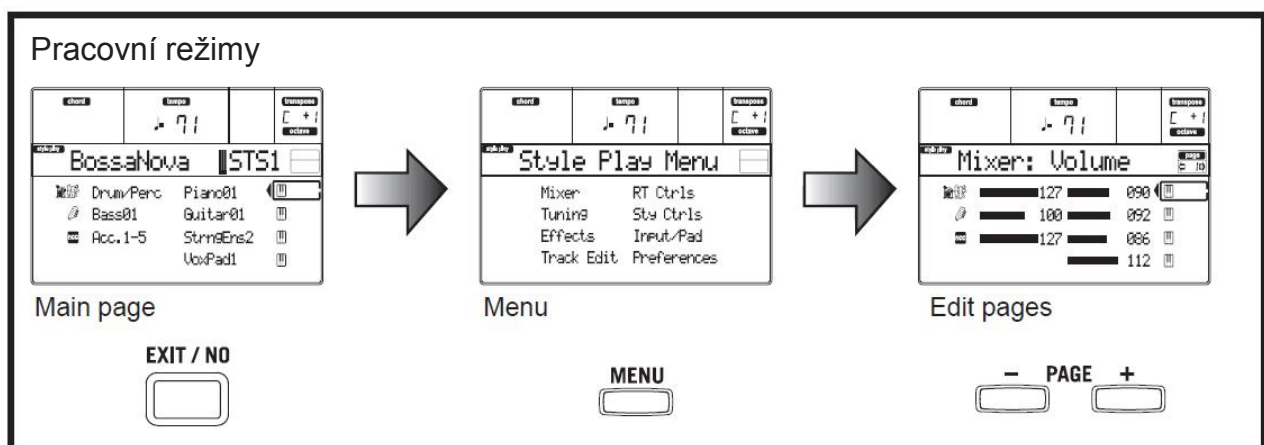 Pracovní režimy
chord
tempo
transpose
71
C +1
octave
style play
BossaNova STS1
Drum/Perc Piano01
Bass01 Guitar01
Acc.1-5 StrngEns2
VoxPad1
Main page
EXIT / NO
chord
tempo
transpose
71
C +1
octave
style play
Style Play Menu
Mixer RT Ctrls
Tuning Sty Ctrls
Effects Input/Pad
Track Edit Preferences
Menu
MENU
chord
tempo
transpose
71
C +1
octave
style play
Mixer: Volume
page
127 090
100 092
127 086
112
Edit pages
- PAGE +